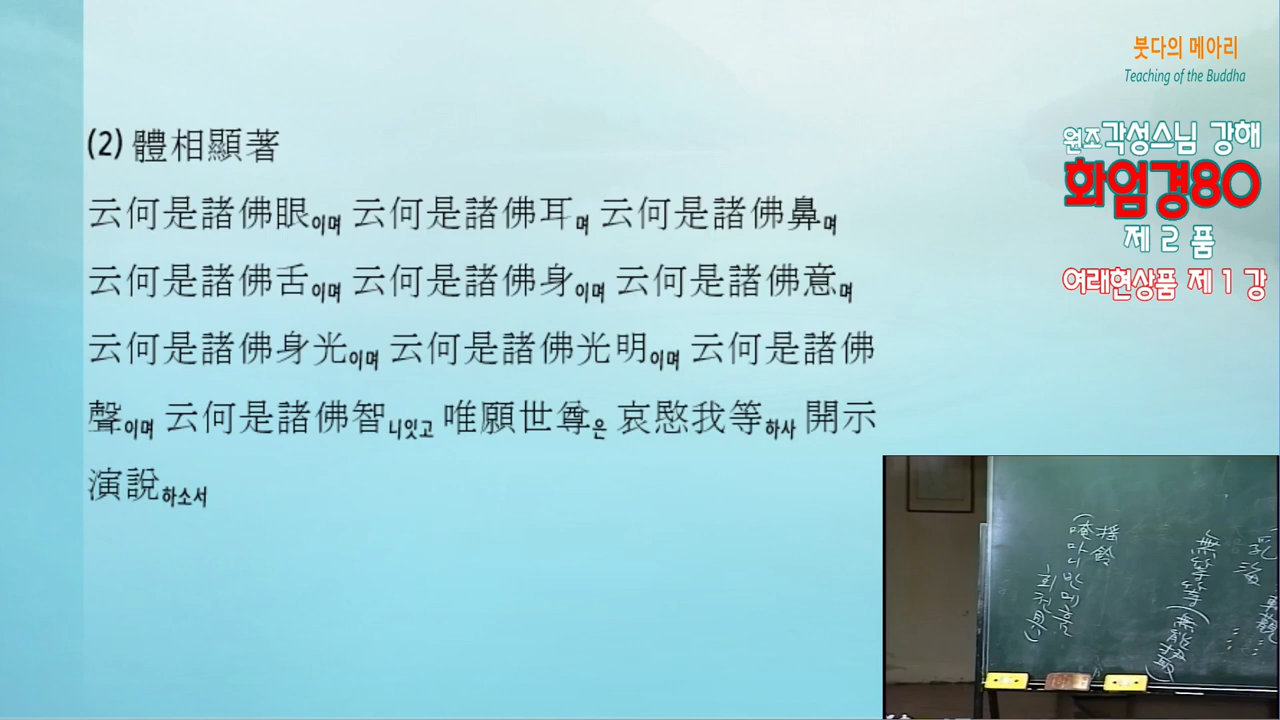 (2) 體相顯著
云何是諸佛眼이며 云何是諸佛耳며 云何是諸佛鼻며
云何是諸佛舌이며 云何是諸佛身이며 云何是諸佛意며
云何是諸佛身光이며 云何是諸佛光明이며 云何是諸佛
聲이며 云何是諸佛智니잇고 唯願世尊은 哀愍我等하사 開示
演說하소서
붓다의 메아리
Teaching of the Buddha
원조각성스님 강해
화엄경80
제 2 품
여래현상품 제 1 강
搖鈴
唵마니